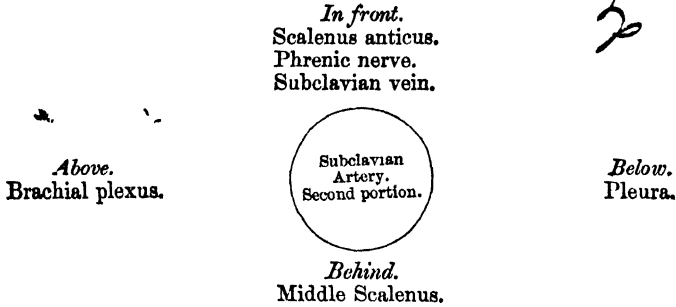 In front.
Scalenus anticus.
Phrenic nerve.
Subclavian vein.
Above.
Brachial plexus.
Subclavian
Artery.
Second portion.
Below.
Pleura.
Behind.
Middle Scalenus.